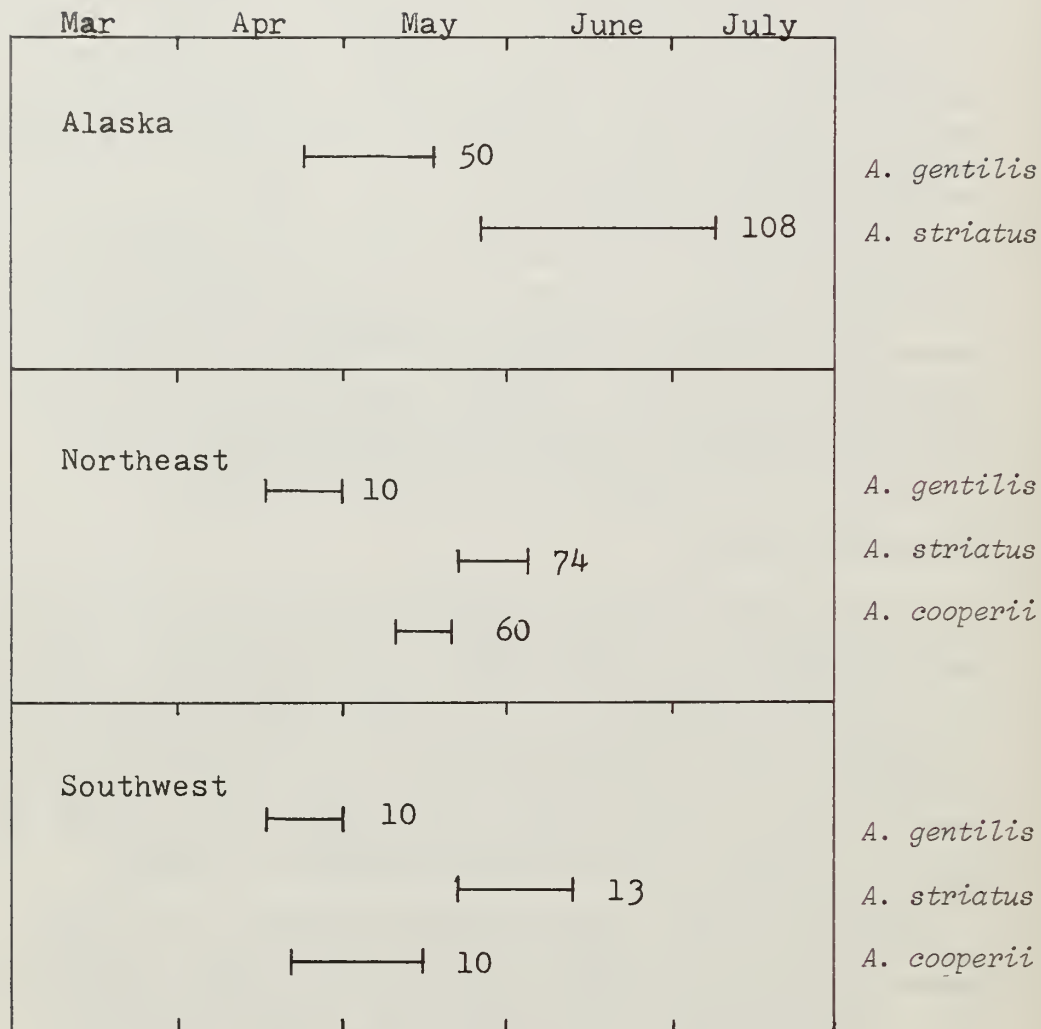 Mar Apr May June July
Alaska
50 A. gentilis
108 A. striatus
Northeast
10 A. gentilis
74 A. striatus
60 A. cooperii
Southwest
10 A. gentilis
13 A. striatus
10 A. cooperii